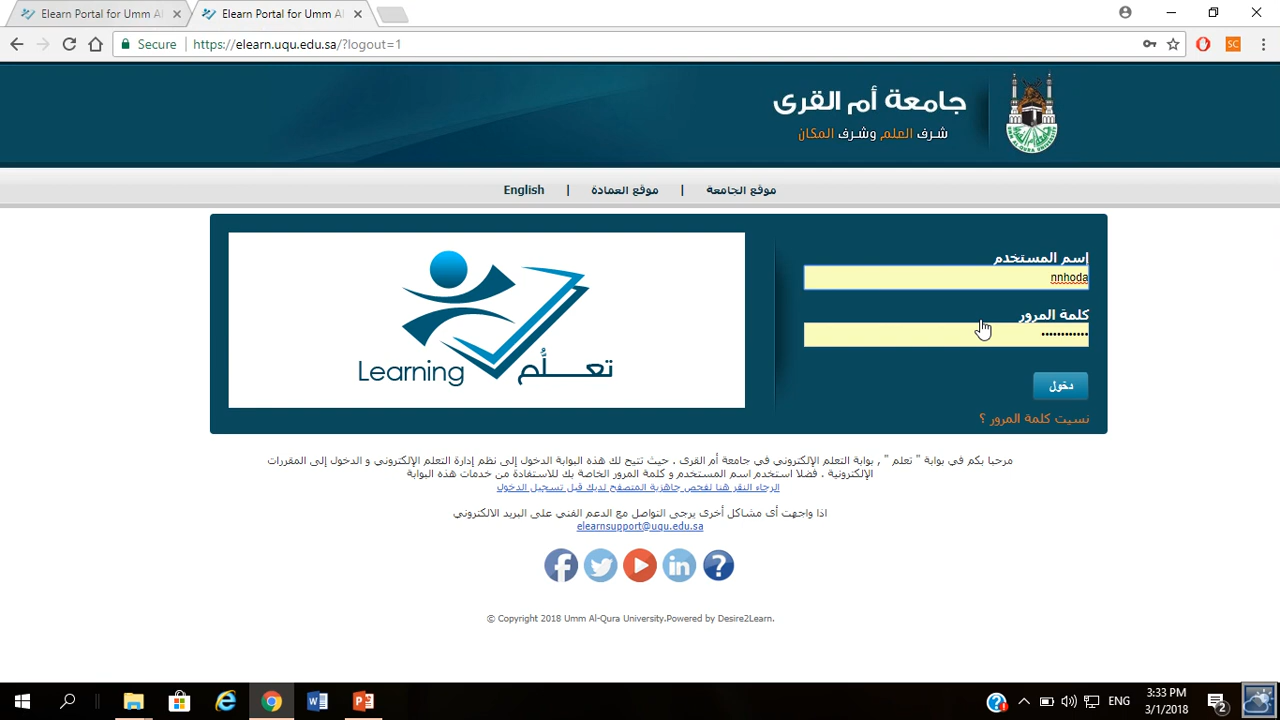 Elearn Portal for Umm Al
Elearn Portal for Umm Al
Secure https://elearn.uqu.edu.sa/?logout=1
SC
جامعة أم القرى
شرف العلم وشرف المكان
موقع الجامعة | موقع العمادة | English
إسم المستخدم
nnhoda
كلمة المرور
••••••••••••
دخول
نسيت كلمة المرور ؟
Learning تعلُّم
مرحبا بكم في بوابة " تعلم " , بوابة التعلم الإلكتروني في جامعة أم القرى . حيث تتيح لك هذه البوابة الدخول إلى نظم إدارة التعلم الإلكتروني و الدخول إلى المقررات
الإلكترونية . فضلا استخدم اسم المستخدم و كلمة المرور الخاصة بك للاستفادة من خدمات هذه البوابة
الرجاء النقر هنا لفحص جاهزية المتصفح لديك قبل تسجيل الدخول
اذا واجهت أى مشاكل أخرى يرجى التواصل مع الدعم الفني على البريد الالكتروني
elearnsupport@uqu.edu.sa
© Copyright 2018 Umm Al-Qura University.Powered by Desire2Learn.
ENG
3:33 PM
3/1/2018
2